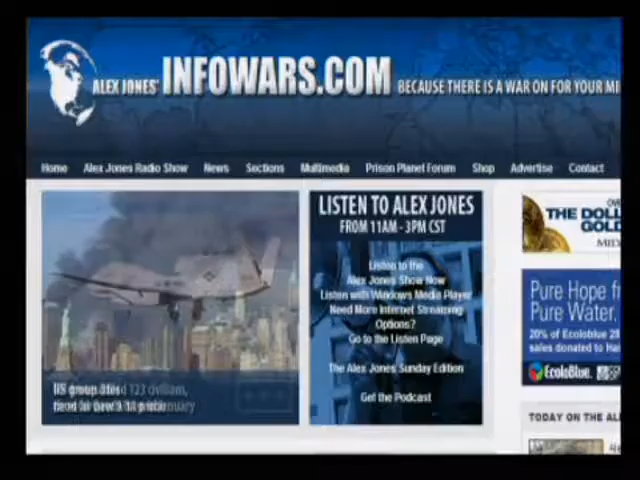 ALEX JONES' INFOWARS.COM BECAUSE THERE IS A WAR ON FOR YOUR MI
Home Alex Jones Radio Show News Sections Multimedia Prison Planet Forum Shop Advertise Contact
LISTEN TO ALEX JONES
FROM 11AM - 3PM CST
Listen to the
Alex Jones Show Now
Listen with Windows Media Player
Need More Internet Streaming
Options?
Go to the Listen Page
The Alex Jones Sunday Edition
Get the Podcast
123 civilians,
THE DOLL
GOLD
Pure Hope f
Pure Water.
20% of Ecoloblue 28
sales donated to Hai
EcoloBlue
TODAY ON THE AL